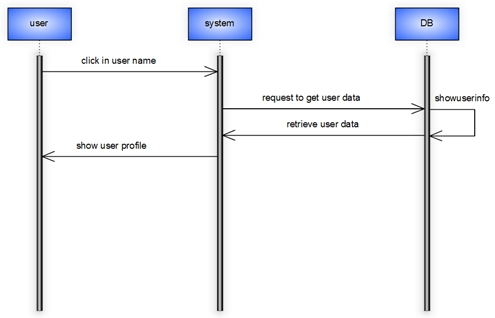 user
system
DB
click in user name
request to get user data
showuserinfo
retrieve user data
show user profile